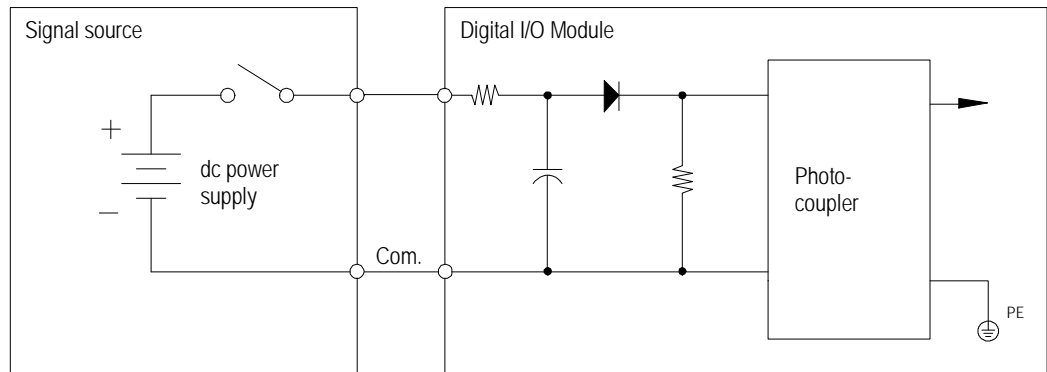 Signal source
Digital I/O Module
+
dc power
supply
—
Com.
Photo-
coupler
PE